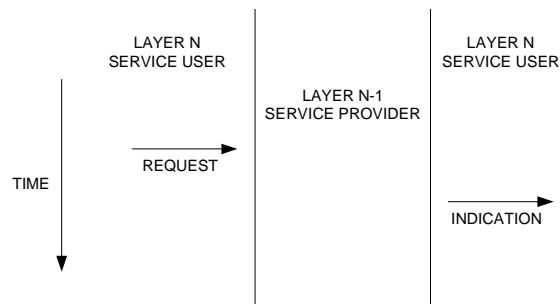 LAYER N
SERVICE USER
LAYER N-1
SERVICE PROVIDER
LAYER N
SERVICE USER
REQUEST
TIME
INDICATION